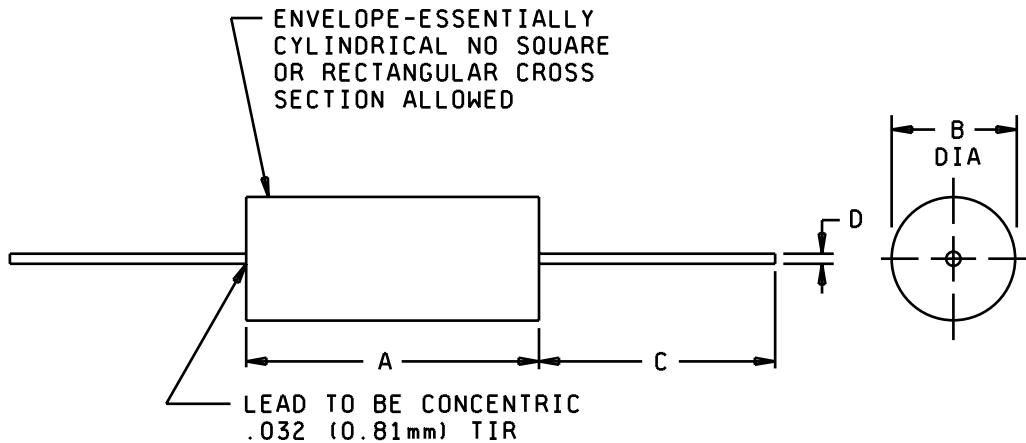 ENVELOPE-ESSENTIALLY
CYLINDRICAL NO SQUARE
OR RECTANGULAR CROSS
SECTION ALLOWED
B
DIA
D
A
C
LEAD TO BE CONCENTRIC
.032 (0.81mm) TIR